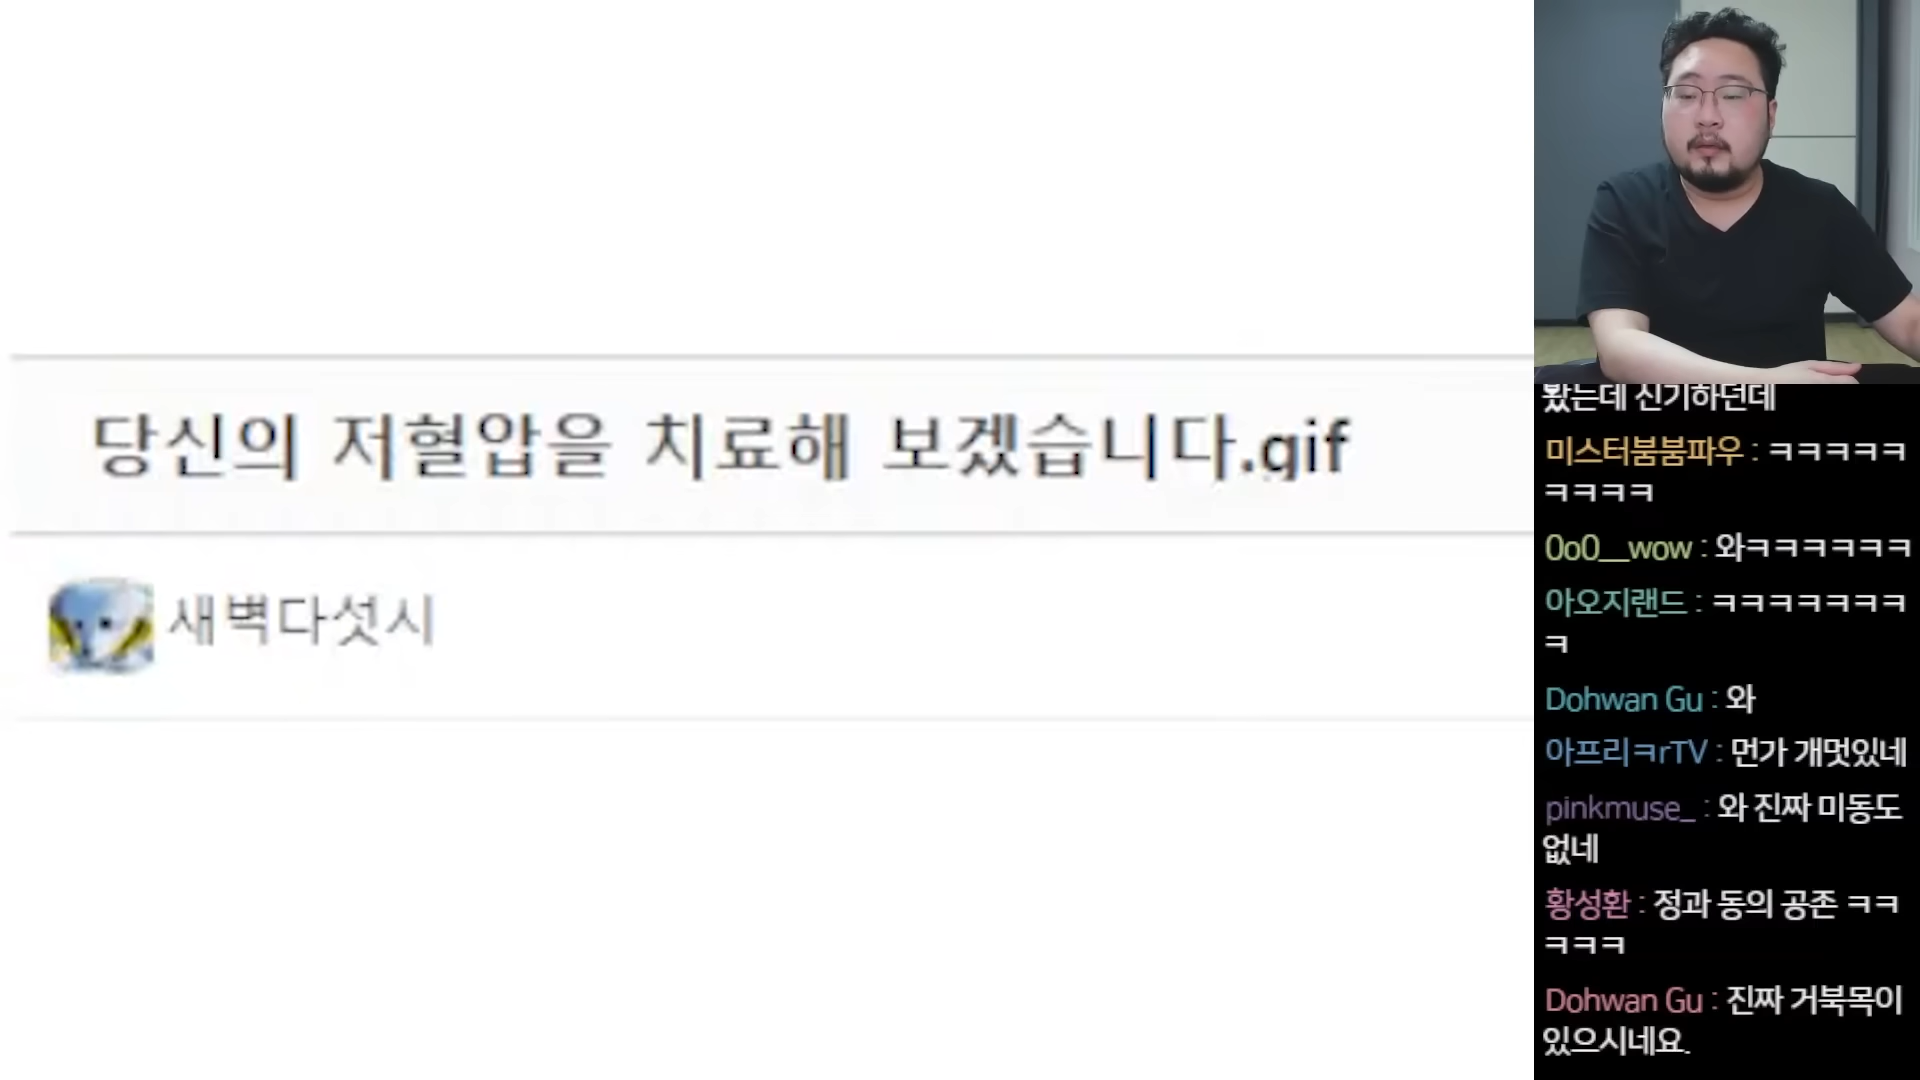 당신의 저혈압을 치료해 보겠습니다.gif
새벽다섯시
봤는데 신기하던데
미스터붐붐파우 : ㅋㅋㅋㅋㅋ
ㅋㅋㅋㅋ
0o0__wow : 와ㅋㅋㅋㅋㅋㅋ
아오지랜드 : ㅋㅋㅋㅋㅋㅋㅋ
ㅋ
Dohwan Gu : 와
아프리ㅋrTV : 먼가 개멋있네
pinkmuse_ : 와 진짜 미동도
없네
황성환 : 정과 동의 공존 ㅋㅋ
ㅋㅋㅋ
Dohwan Gu : 진짜 거북목이
있으시네요.